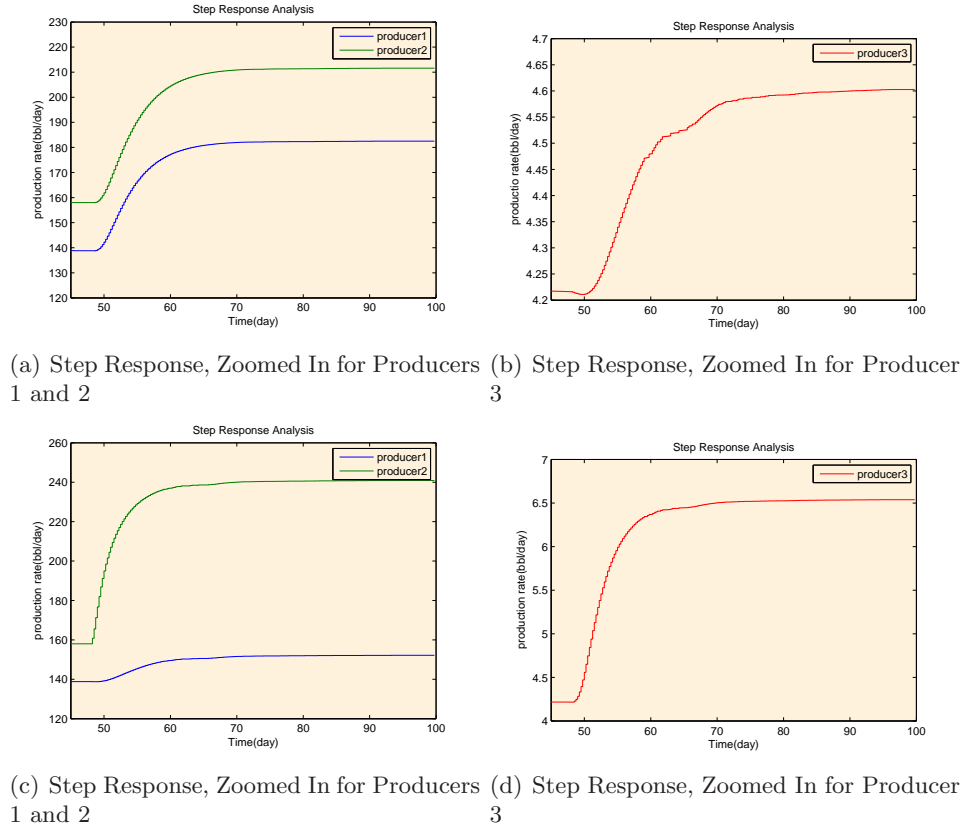 Step Response Analysis
230
220
210
200
190
180
170
160
150
140
130
120
production rate(bbl/day)
producer1
producer2
50 60 70 80 90 100
Time(day)
Step Response Analysis
4.7
4.65
4.6
4.55
4.5
4.45
4.4
4.35
4.3
4.25
4.2
productio rate(bbl/day)
producer3
50 60 70 80 90 100
Time(day)
(a) Step Response, Zoomed In for Producers
1 and 2
(b) Step Response, Zoomed In for Producer
3
Step Response Analysis
260
240
220
200
180
160
140
120
production rate(bbl/day)
producer1
producer2
50 60 70 80 90 100
Time(day)
Step Response Analysis
7
6.5
6
5.5
5
4.5
4
production rate(bbl/day)
producer3
50 60 70 80 90 100
Time(day)
(c) Step Response, Zoomed In for Producers
1 and 2
(d) Step Response, Zoomed In for Producer
3